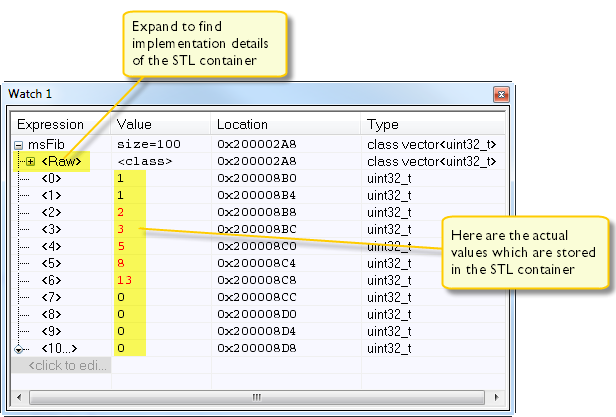 Expand to find
implementation details
of the STL container
Watch 1
Expression Value Location Type
msFib size=100 0x200002A8 class vector<uint32_t>
<Raw> <class> 0x200002A8 class vector<uint32_t>
<0> 1 0x200008B0 uint32_t
<1> 1 0x200008B4 uint32_t
<2> 2 0x200008B8 uint32_t
<3> 3 0x200008BC uint32_t
<4> 5 0x200008C0 uint32_t
<5> 8 0x200008C4 uint32_t
<6> 13 0x200008C8 uint32_t
<7> 0 0x200008CC uint32_t
<8> 0 0x200008D0 uint32_t
<9> 0 0x200008D4 uint32_t
<10...> 0 0x200008D8 uint32_t
<click to edi...
Here are the actual
values which are stored
in the STL container